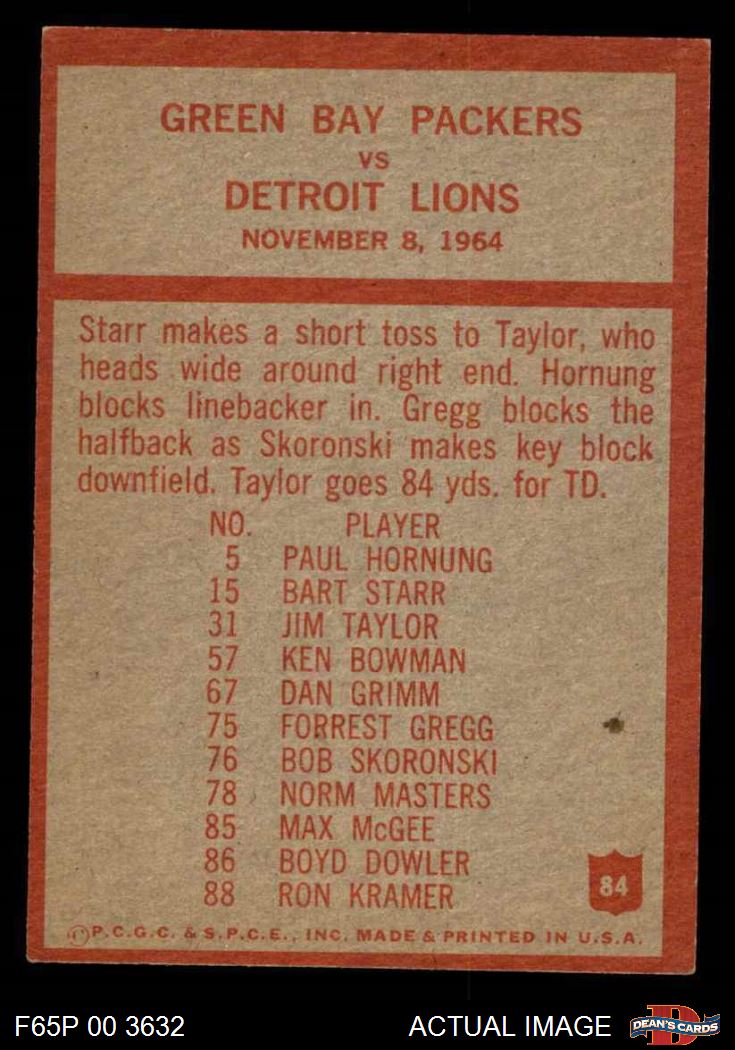 GREEN BAY PACKERS
VS
DETROIT LIONS
NOVEMBER 8, 1964
Starr makes a short toss to Taylor, who
heads wide around right end. Hornung
blocks linebacker in. Gregg blocks the
halfback as Skoronski makes key block
downfield. Taylor goes 84 yds. for TD.
NO. PLAYER
5 PAUL HORNUNG
15 BART STARR
31 JIM TAYLOR
57 KEN BOWMAN
67 DAN GRIMM
75 FORREST GREGG
76 BOB SKORONSKI
78 NORM MASTERS
85 MAX McGEE
86 BOYD DOWLER
88 RON KRAMER
84
©P.C.G.C. & S.P.C.E., INC. MADE & PRINTED IN U.S.A.
F65P 00 3632
ACTUAL IMAGE
D
DEAN'S CARDS